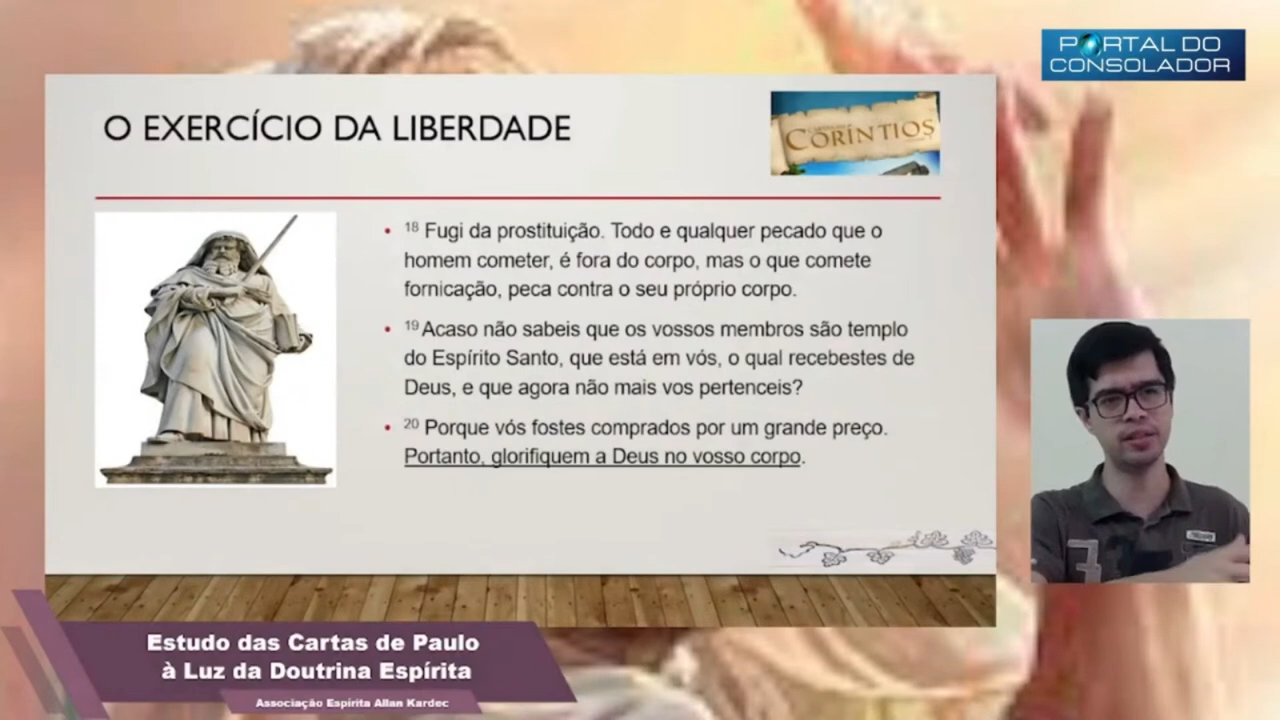 PORTAL DO
CONSOLADOR
O EXERCÍCIO DA LIBERDADE
CORÍNTIOS
18 Fugi da prostituição. Todo e qualquer pecado que o
homem cometer, é fora do corpo, mas o que comete
fornicação, peca contra o seu próprio corpo.
19 Acaso não sabeis que os vossos membros são templo
do Espírito Santo, que está em vós, o qual recebestes de
Deus, e que agora não mais vos pertenceis?
20 Porque vós fostes comprados por um grande preço.
Portanto, glorifiquem a Deus no vosso corpo.
Estudo das Cartas de Paulo
à Luz da Doutrina Espírita
Associação Espírita Allan Kardec